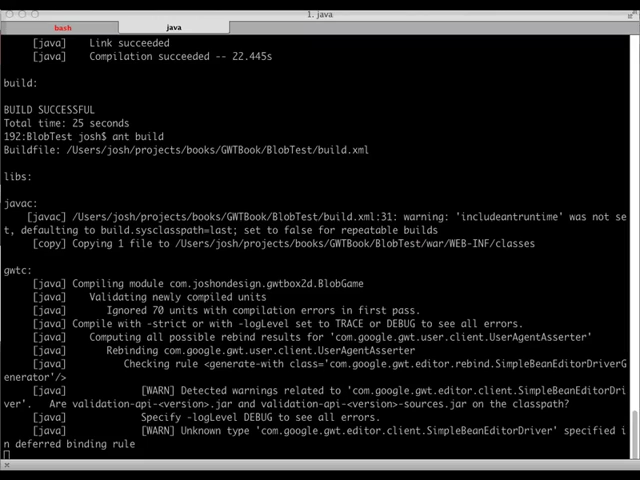 1. java
bash
java
[java] Link succeeded
[java] Compilation succeeded -- 22.445s
build:
BUILD SUCCESSFUL
Total time: 25 seconds
192:BlobTest josh$ ant build
Buildfile: /Users/josh/projects/books/GWTBook/BlobTest/build.xml
libs:
javac:
[javac] /Users/josh/projects/books/GWTBook/BlobTest/build.xml:31: warning: 'includeantruntime' was not se
t, defaulting to build.sysclasspath=last; set to false for repeatable builds
[copy] Copying 1 file to /Users/josh/projects/books/GWTBook/BlobTest/war/WEB-INF/classes
gwtc:
[java] Compiling module com.joshondesign.gwtbox2d.BlobGame
[java] Validating newly compiled units
[java] Ignored 70 units with compilation errors in first pass.
[java] Compile with -strict or with -logLevel set to TRACE or DEBUG to see all errors.
[java] Computing all possible rebind results for 'com.google.gwt.user.client.UserAgentAsserter'
[java] Rebinding com.google.gwt.user.client.UserAgentAsserter
[java] Checking rule <generate-with class='com.google.gwt.editor.rebind.SimpleBeanEditorDriverG
enerator'/>
[java] [WARN] Detected warnings related to 'com.google.gwt.editor.client.SimpleBeanEditorDri
ver'. Are validation-api-<version>.jar and validation-api-<version>-sources.jar on the classpath?
[java] Specify -logLevel DEBUG to see all errors.
[java] [WARN] Unknown type 'com.google.gwt.editor.client.SimpleBeanEditorDriver' specified i
n deferred binding rule